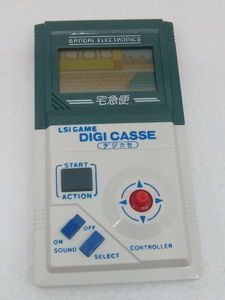 BANDAI ELECTRONICS
宅急便
LSI GAME
DIGI CASSE
デジカセ
START
ACTION
OFF
ON
SOUND
SELECT
CONTROLLER